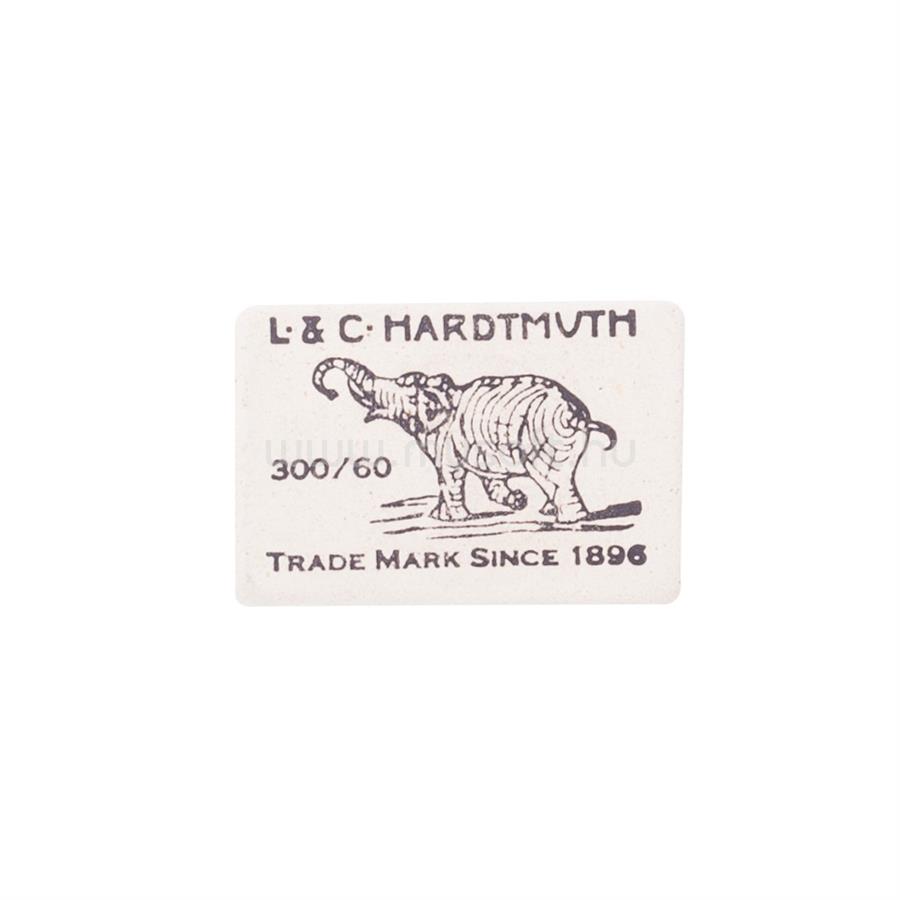 L. & C. HARDTMUTH
300/60
TRADE MARK SINCE 1896